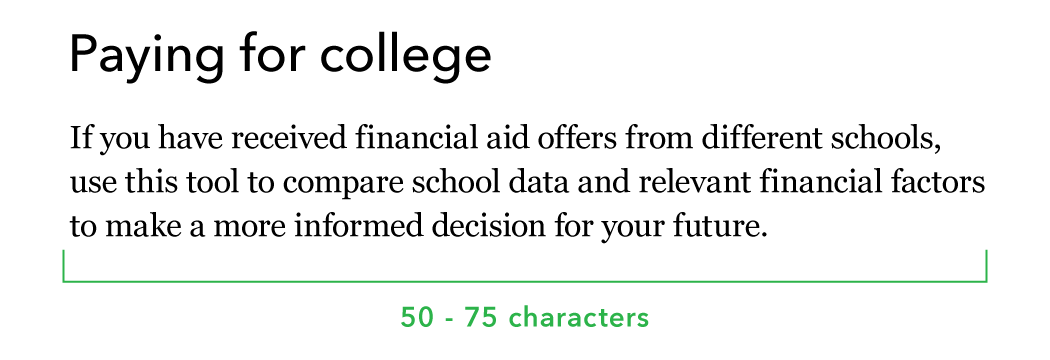 Paying for college
If you have received financial aid offers from different schools,
use this tool to compare school data and relevant financial factors
to make a more informed decision for your future.
50 - 75 characters